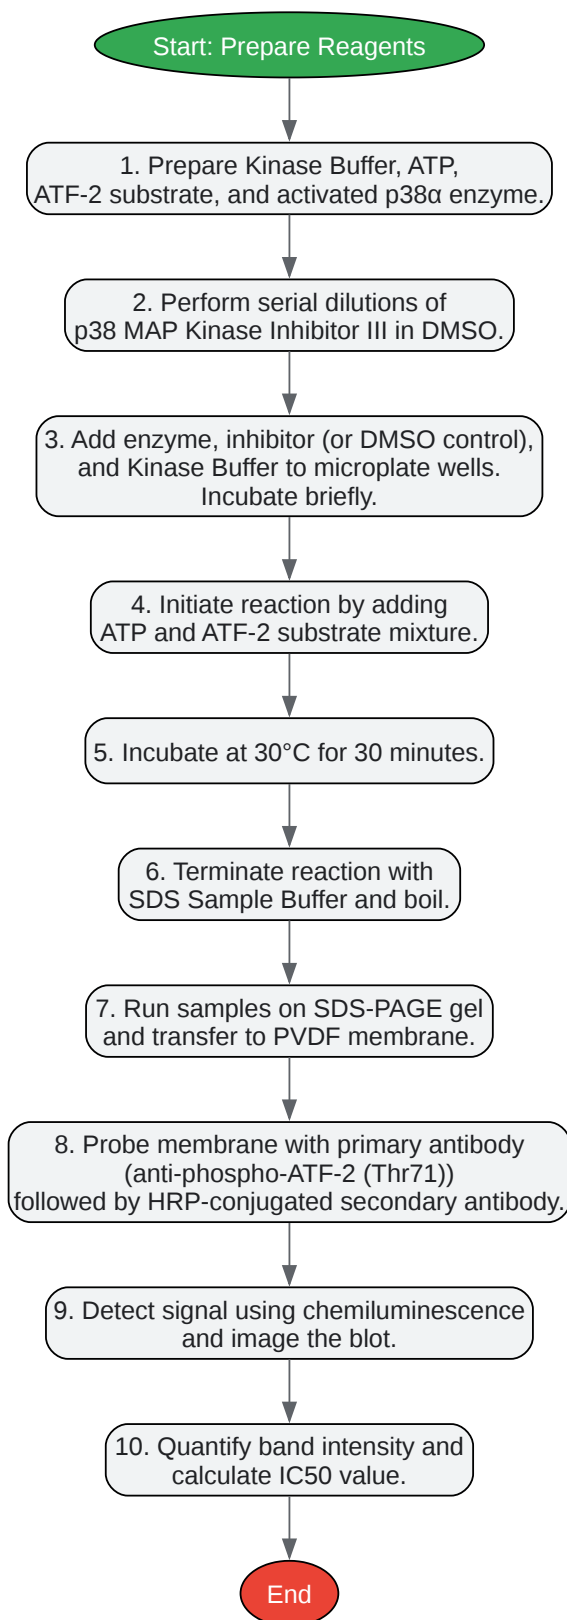 Start: Prepare Reagents
1. Prepare Kinase Buffer, ATP,
ATF-2 substrate, and activated p38α enzyme.
2. Perform serial dilutions of
p38 MAP Kinase Inhibitor III in DMSO.
3. Add enzyme, inhibitor (or DMSO control),
and Kinase Buffer to microplate wells.
Incubate briefly.
4. Initiate reaction by adding
ATP and ATF-2 substrate mixture.
5. Incubate at 30°C for 30 minutes.
6. Terminate reaction with
SDS Sample Buffer and boil.
7. Run samples on SDS-PAGE gel
and transfer to PVDF membrane.
8. Probe membrane with primary antibody
(anti-phospho-ATF-2 (Thr71))
followed by HRP-conjugated secondary antibody.
9. Detect signal using chemiluminescence
and image the blot.
10. Quantify band intensity and
calculate IC50 value.
End